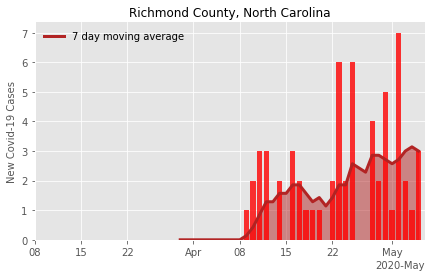 Richmond County, North Carolina
7 day moving average
New Covid-19 Cases
7
6
5
4
3
2
1
0
08 15 22 Apr 08 15 22 May
2020-May